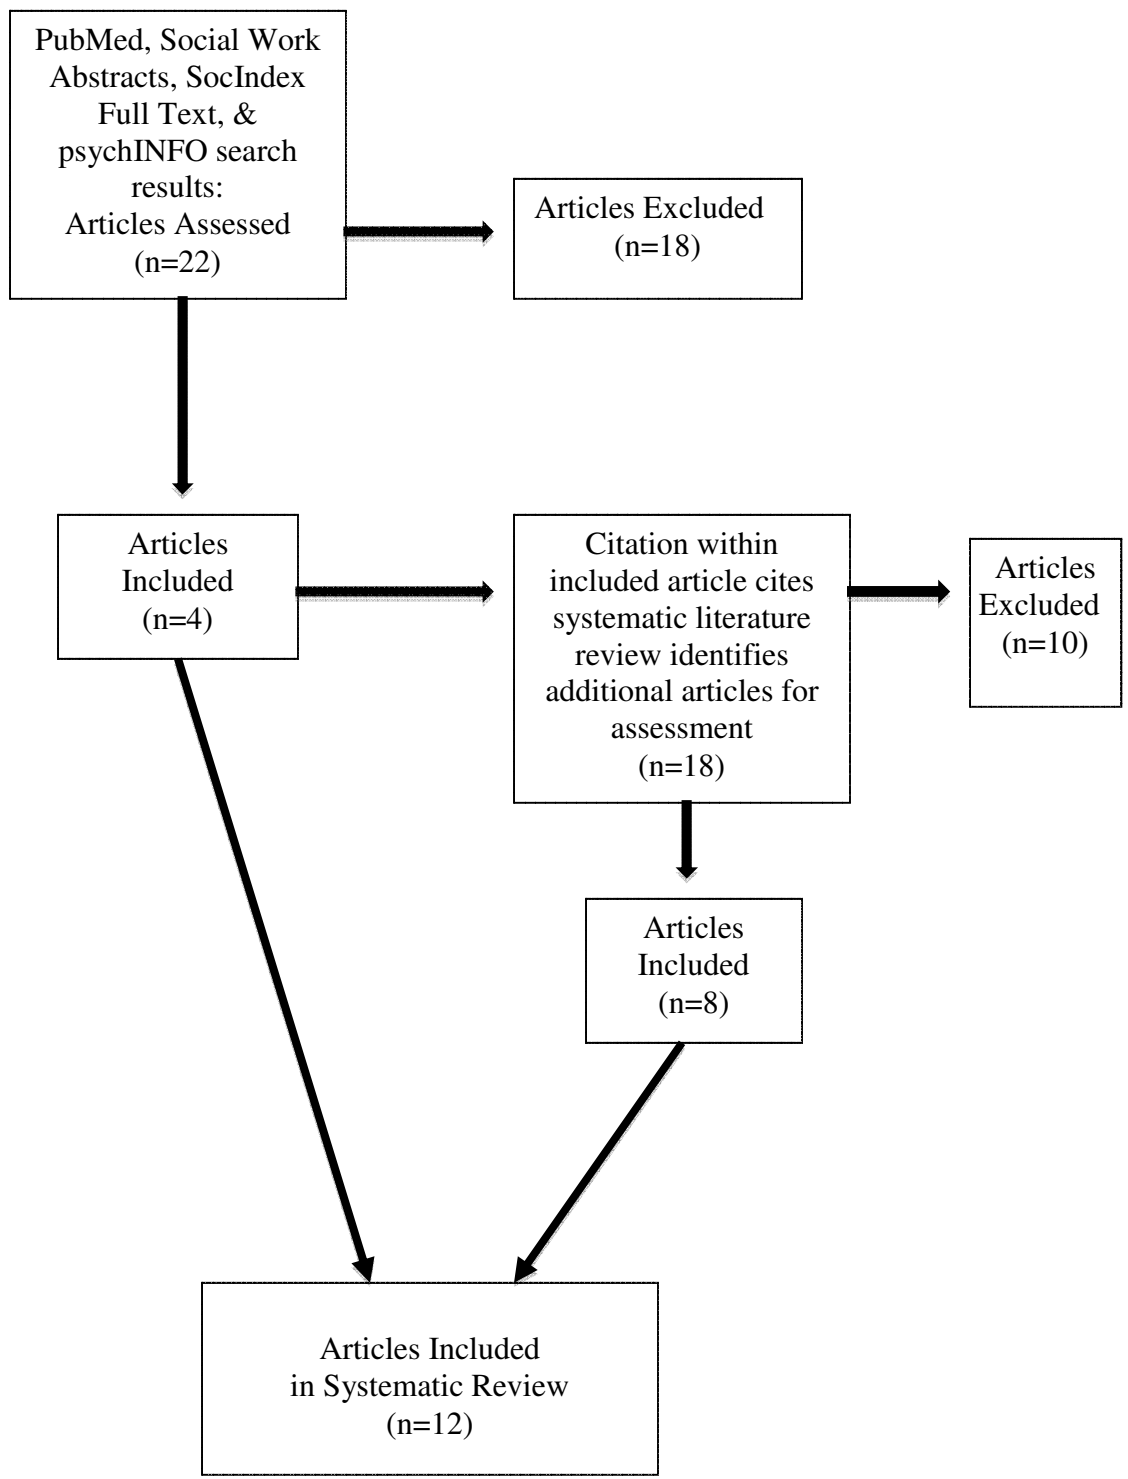 PubMed, Social Work
Abstracts, SocIndex
Full Text, &
psychINFO search
results:
Articles Assessed
(n=22)
Articles Excluded
(n=18)
Articles
Included
(n=4)
Citation within
included article cites
systematic literature
review identifies
additional articles for
assessment
(n=18)
Articles
Excluded
(n=10)
Articles
Included
(n=8)
Articles Included
in Systematic Review
(n=12)